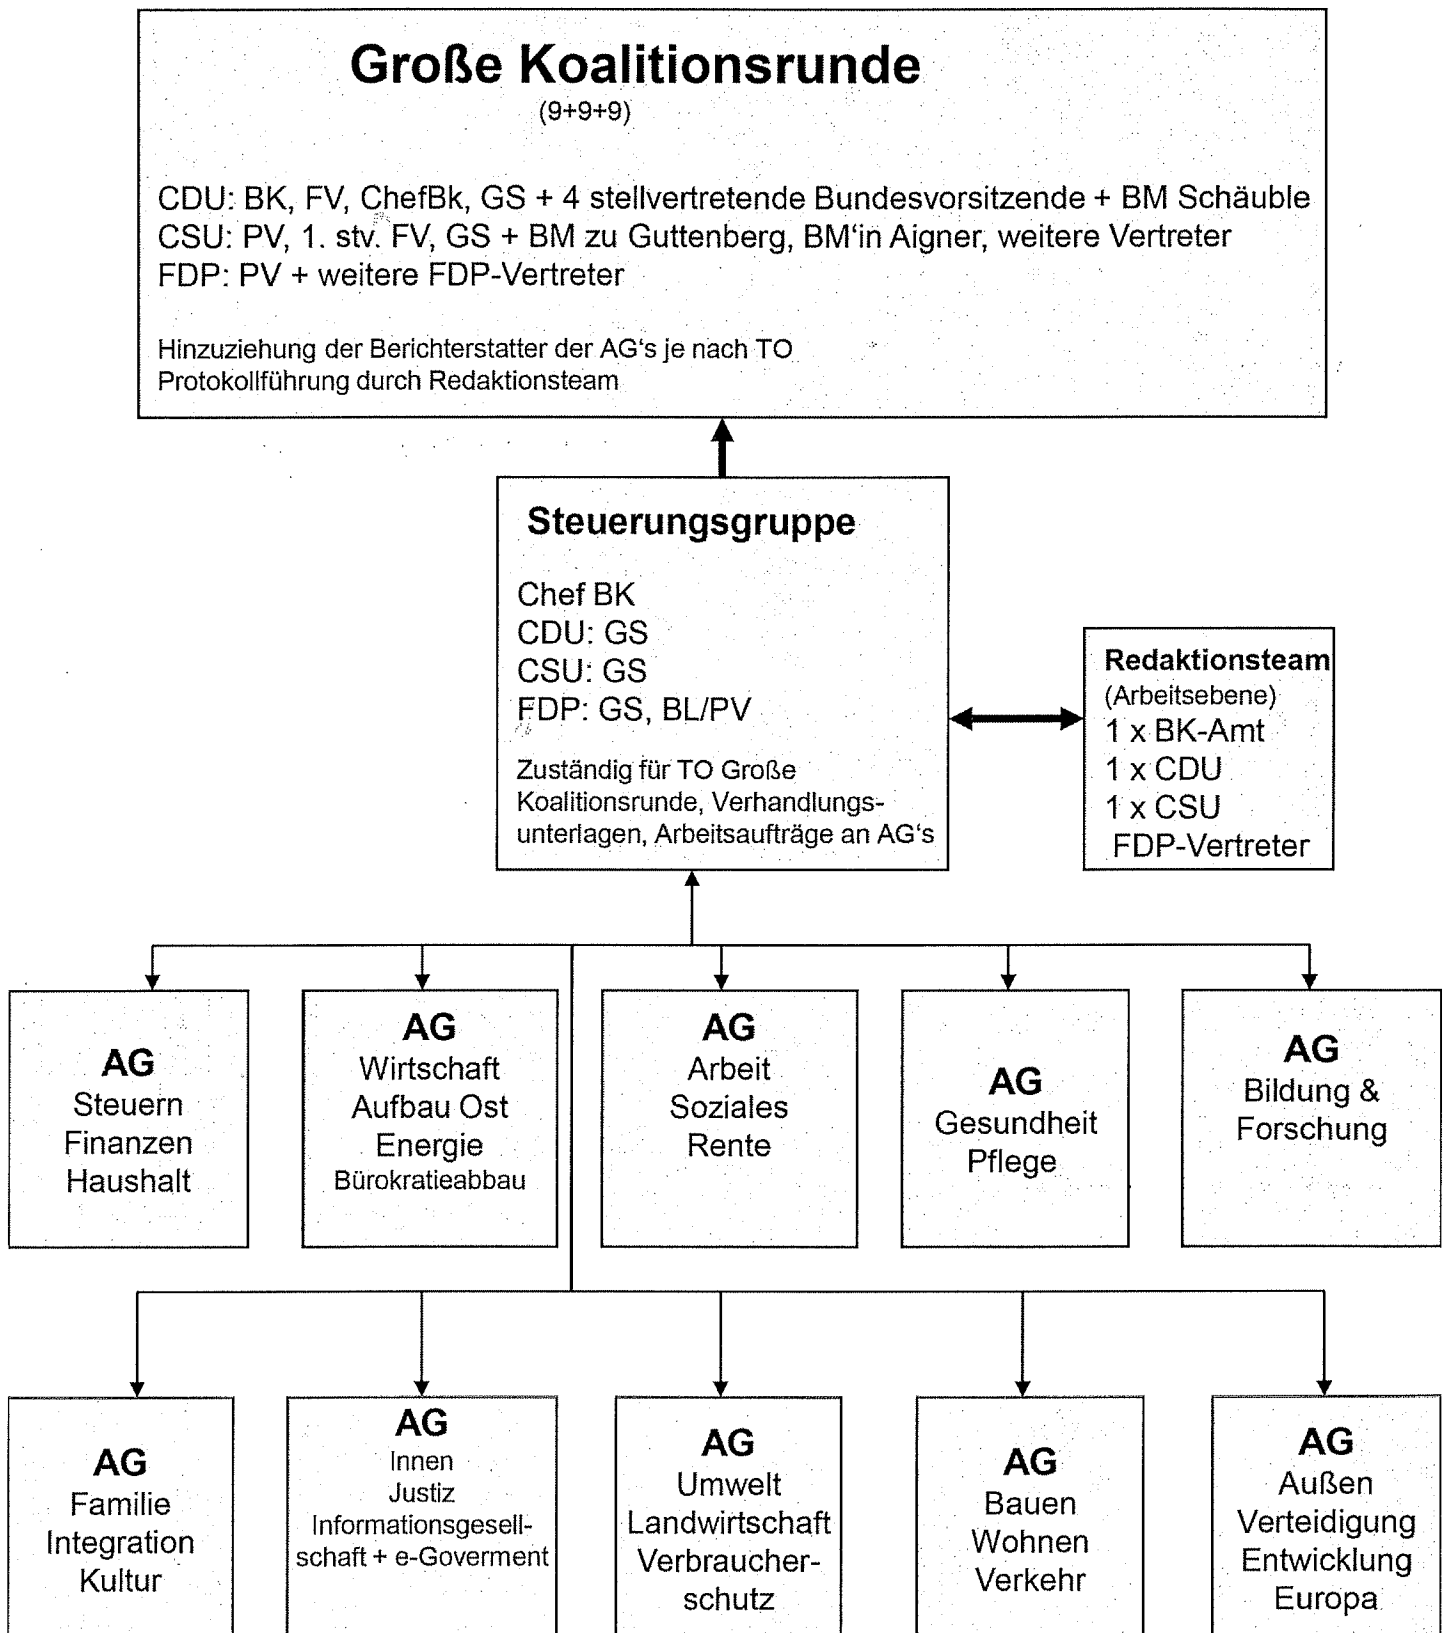 Große Koalitionsrunde
(9+9+9)
CDU: BK, FV, ChefBk, GS + 4 stellvertretende Bundesvorsitzende + BM Schäuble
CSU: PV, 1. stv. FV, GS + BM zu Guttenberg, BM‘in Aigner, weitere Vertreter
FDP: PV + weitere FDP-Vertreter
Hinzuziehung der Berichterstatter der AG‘s je nach TO
Protokollführung durch Redaktionsteam
Steuerungsgruppe
Chef BK
CDU: GS
CSU: GS
FDP: GS, BL/PV
Zuständig für TO Große
Koalitionsrunde, Verhandlungs-
unterlagen, Arbeitsaufträge an AG‘s
Redaktionsteam
(Arbeitsebene)
1 x BK-Amt
1 x CDU
1 x CSU
FDP-Vertreter
AG
Steuern
Finanzen
Haushalt
AG
Wirtschaft
Aufbau Ost
Energie
Bürokratieabbau
AG
Arbeit
Soziales
Rente
AG
Gesundheit
Pflege
AG
Bildung &
Forschung
AG
Familie
Integration
Kultur
AG
Innen
Justiz
Informationsgesell-
schaft + e-Goverment
AG
Umwelt
Landwirtschaft
Verbraucher-
schutz
AG
Bauen
Wohnen
Verkehr
AG
Außen
Verteidigung
Entwicklung
Europa